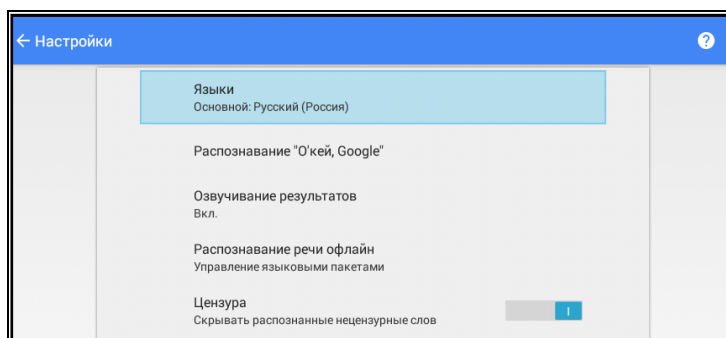 Настройки
?
Языки
Основной: Русский (Россия)
Распознавание "О'кей, Google"
Озвучивание результатов
Вкл.
Распознавание речи офлайн
Управление языковыми пакетами
Цензура
Скрывать распознанные нецензурные слов